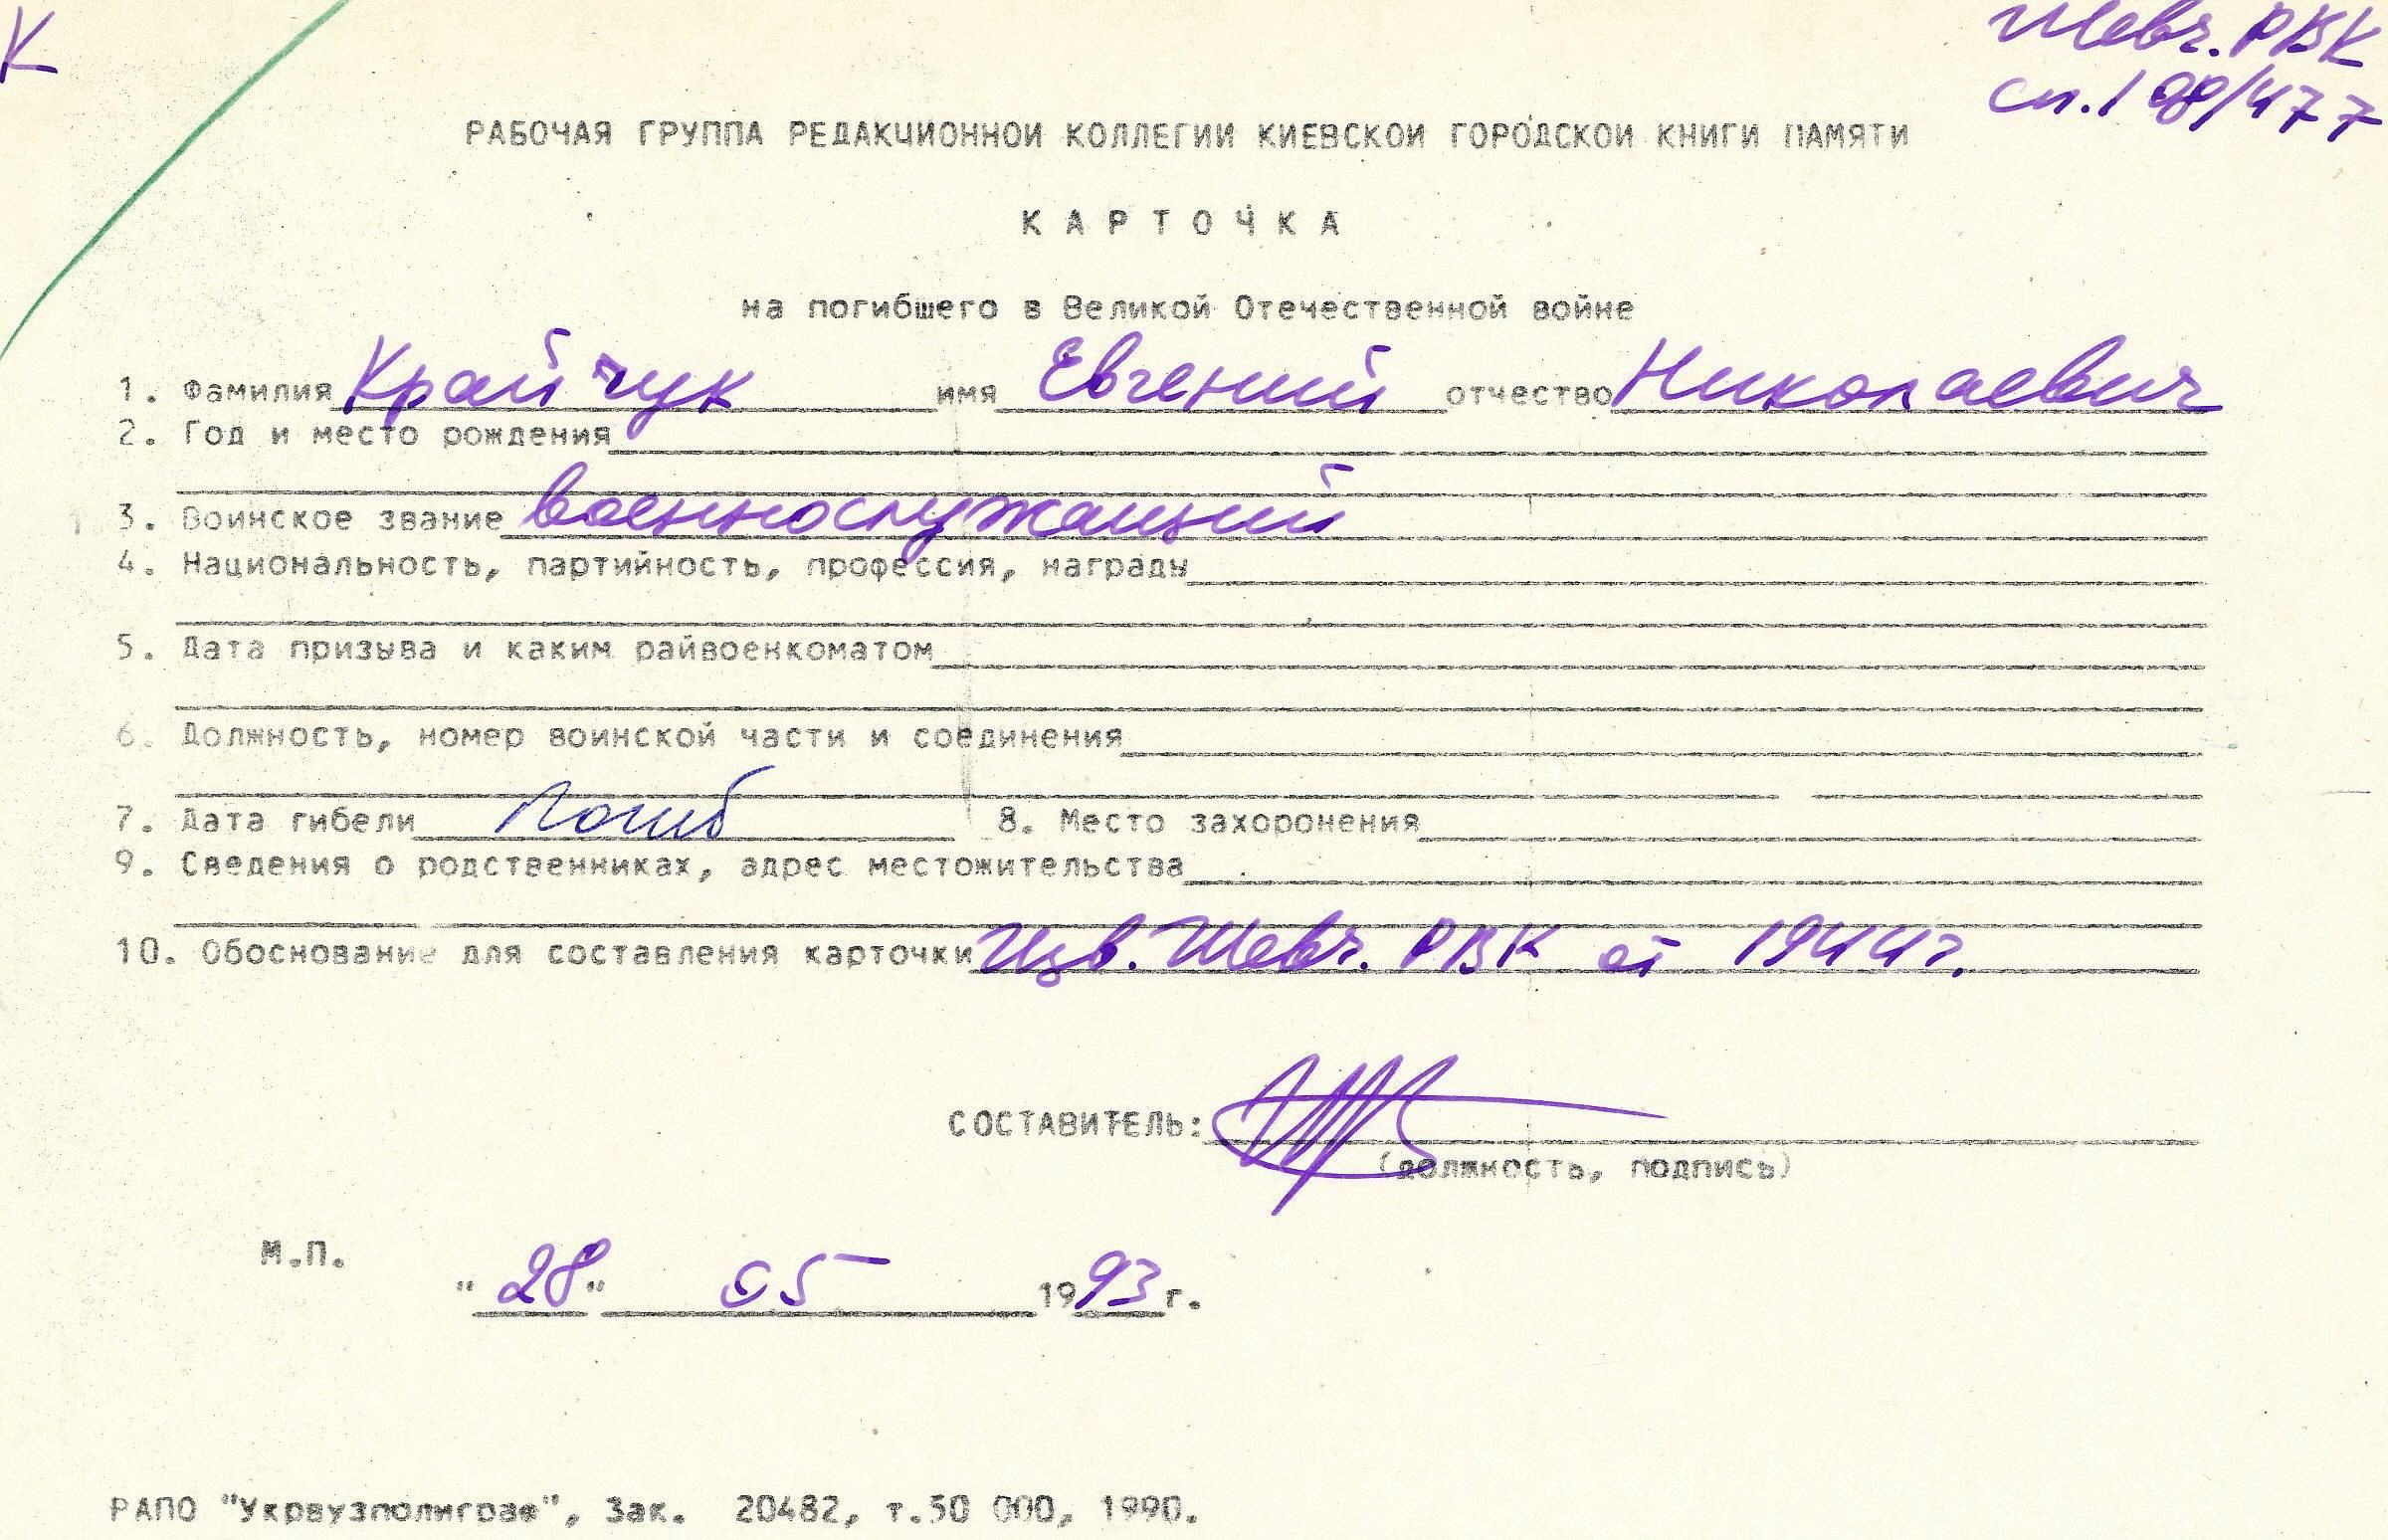 К
Шевч. РВК
сп. 1 98/477
РАБОЧАЯ ГРУППА РЕДАКЦИОННОЙ КОЛЛЕГИИ КИЕВСКОЙ ГОРОДСКОЙ КНИГИ ПАМЯТИ
КАРТОЧКА
на погибшего в Великой Отечественной войне
1. Фамилия Крайчук имя Евгений отчество Николаевич
2. Год и место рождения
3. Воинское звание военнослужащий
4. Национальность, партийность, профессия, награды
5. Дата призыва и каким райвоенкоматом
6. Должность, номер воинской части и соединения
7. Дата гибели Погиб 8. Место захоронения
9. Сведения о родственниках, адрес местожительства
10. Обоснование для составления карточки Изв. Шевч. РВК от 1944г.
СОСТАВИТЕЛЬ:
(должность, подпись)
М.П.
"28" 05 1993г.
РАПО "Укрвузполиграф", Зак. 20482, т.50 000, 1990.